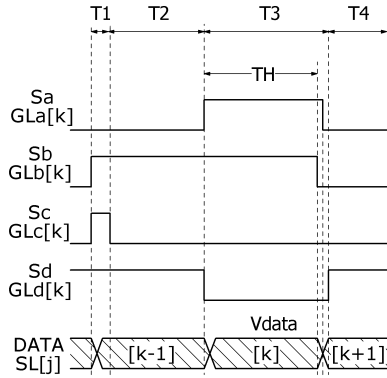 T1 T2 T3 T4
TH
Sa
GLa[k]
Sb
GLb[k]
Sc
GLc[k]
Sd
GLd[k]
Vdata
DATA [k-1] [k] [k+1]
SL[j]